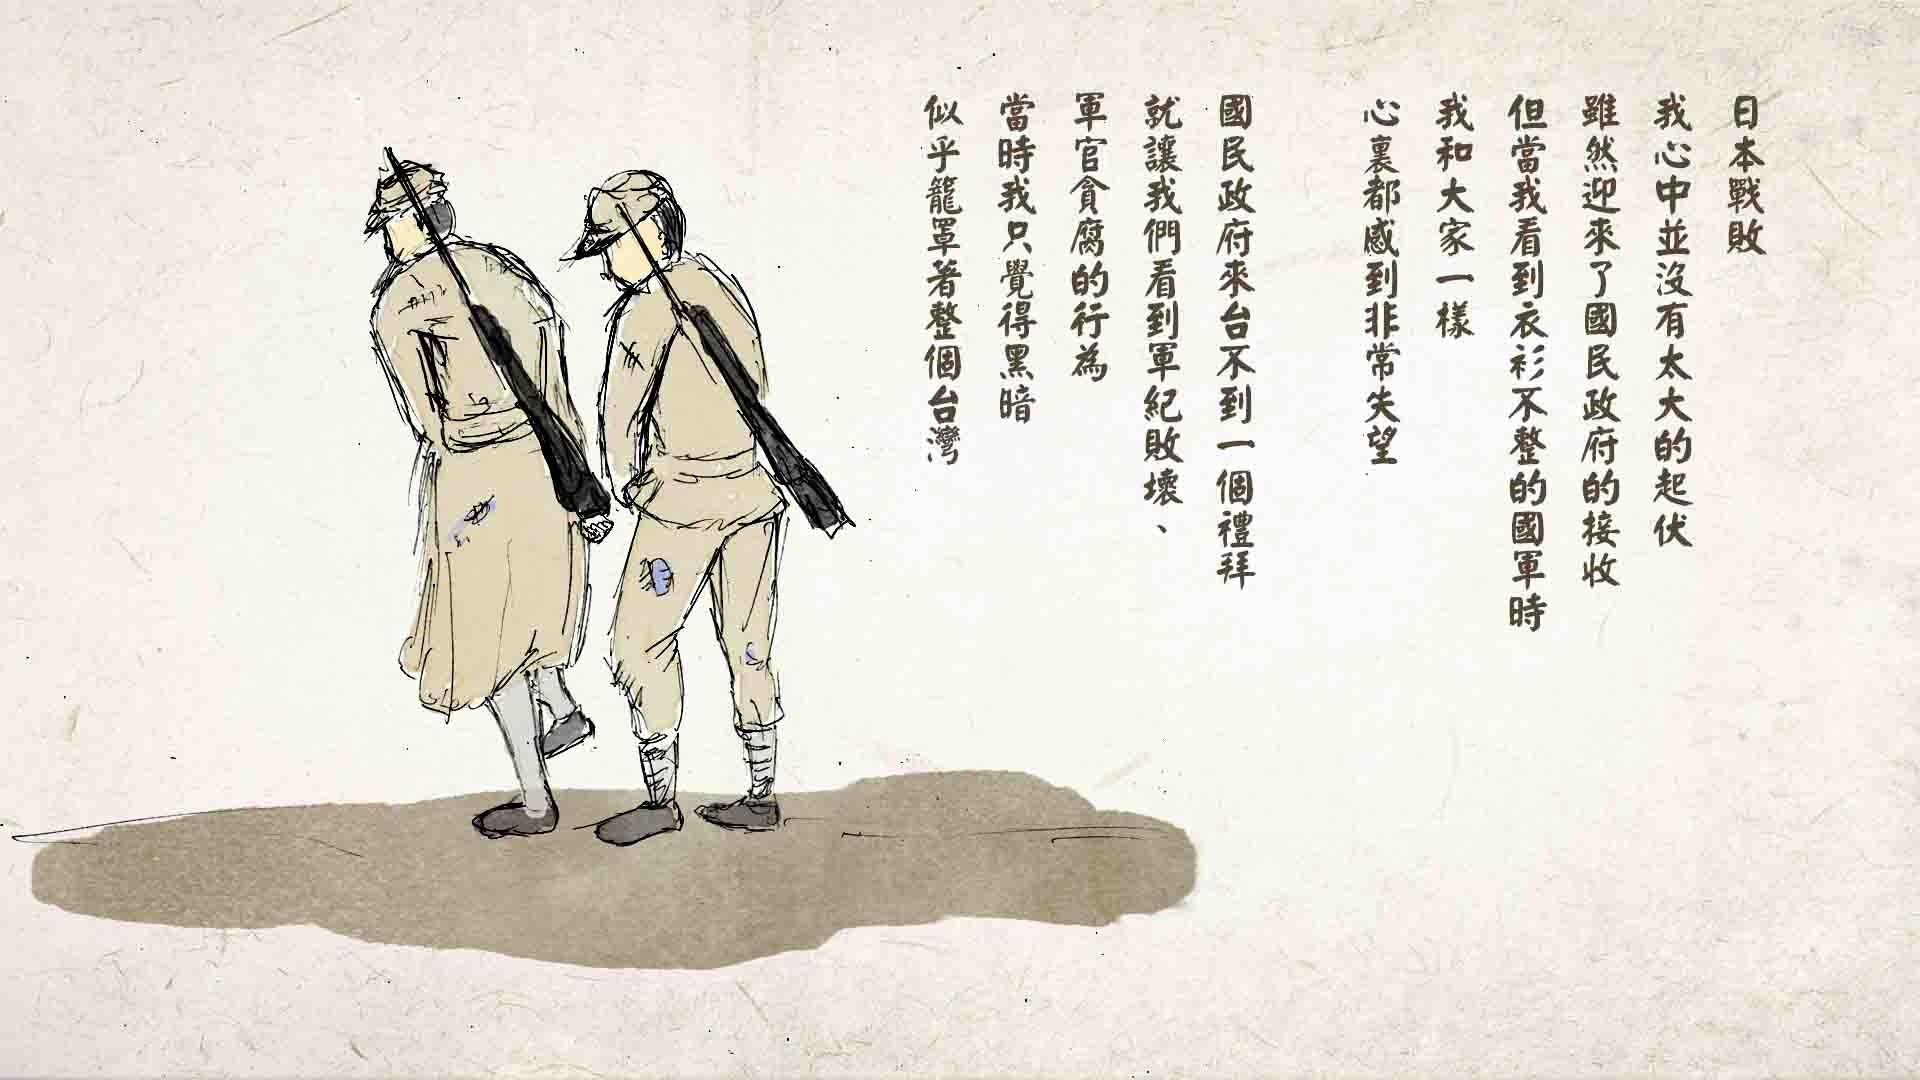 日本戰敗
我心中並沒有太大的起伏
雖然迎來了國民政府的接收
但當我看到衣衫不整的國軍時
我和大家一樣
心裏都感到非常失望
國民政府來台不到一個禮拜
就讓我們看到軍紀敗壞、
軍官貪腐的行為
當時我只覺得黑暗
似乎籠罩著整個台灣